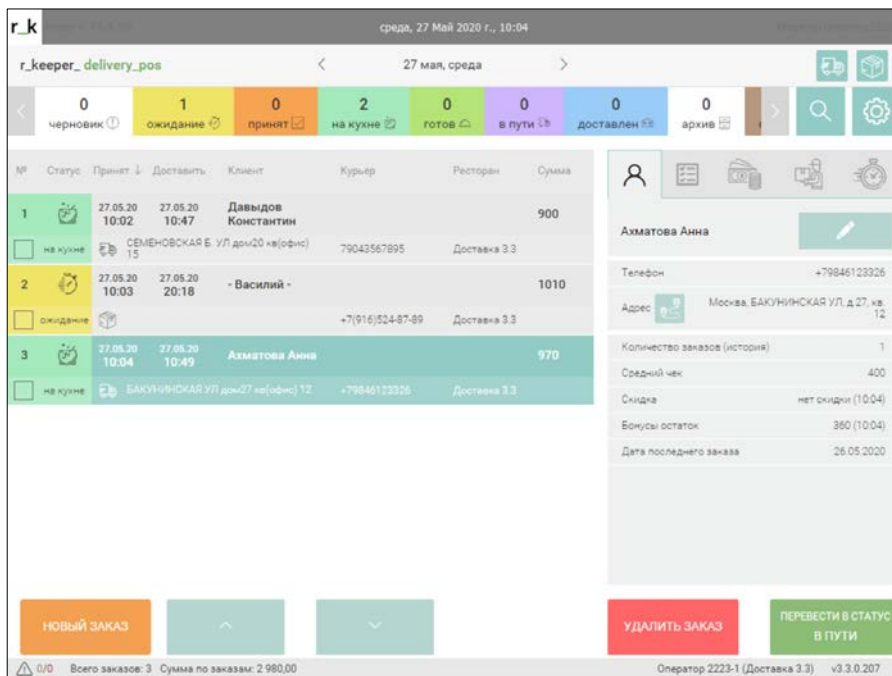 r_k
среда, 27 Май 2020 г., 10:04
r_keeper_ delivery_pos
27 мая, среда
0 1 0 2 0 0 0 0
черновик ожидание принят на кухне готов в пути доставлен архив
№ Статус Принят ↓ Доставить Клиент Курьер Ресторан Сумма
1 27.05.20 10:02 27.05.20 10:47 Давыдов Константин 900
на кухне СЕМЕНОВСКАЯ Б. УЛ дом20 кв(офис) 15 79043567895 Доставка 3.3
2 27.05.20 10:03 27.05.20 20:18 - Василий - 1010
ожидание +7(916)524-87-89 Доставка 3.3
3 27.05.20 10:04 27.05.20 10:49 Ахматова Анна 970
на кухне БАКУНИНСКАЯ УЛ дом27 кв(офис) 12 +79846123326 Доставка 3.3
Ахматова Анна
Телефон +79846123326
Адрес Москва, БАКУНИНСКАЯ УЛ, д.27, кв.
12
Количество заказов (история) 1
Средний чек 400
Скидка нет скидки (10:04)
Бонусы остаток 360 (10:04)
Дата последнего заказа 26.05.2020
НОВЫЙ ЗАКАЗ
УДАЛИТЬ ЗАКАЗ
ПЕРЕВЕСТИ В СТАТУС
В ПУТИ
0/0 Всего заказов: 3 Сумма по заказам: 2 980,00 Оператор 2223-1 (Доставка 3.3) v3.3.0.207